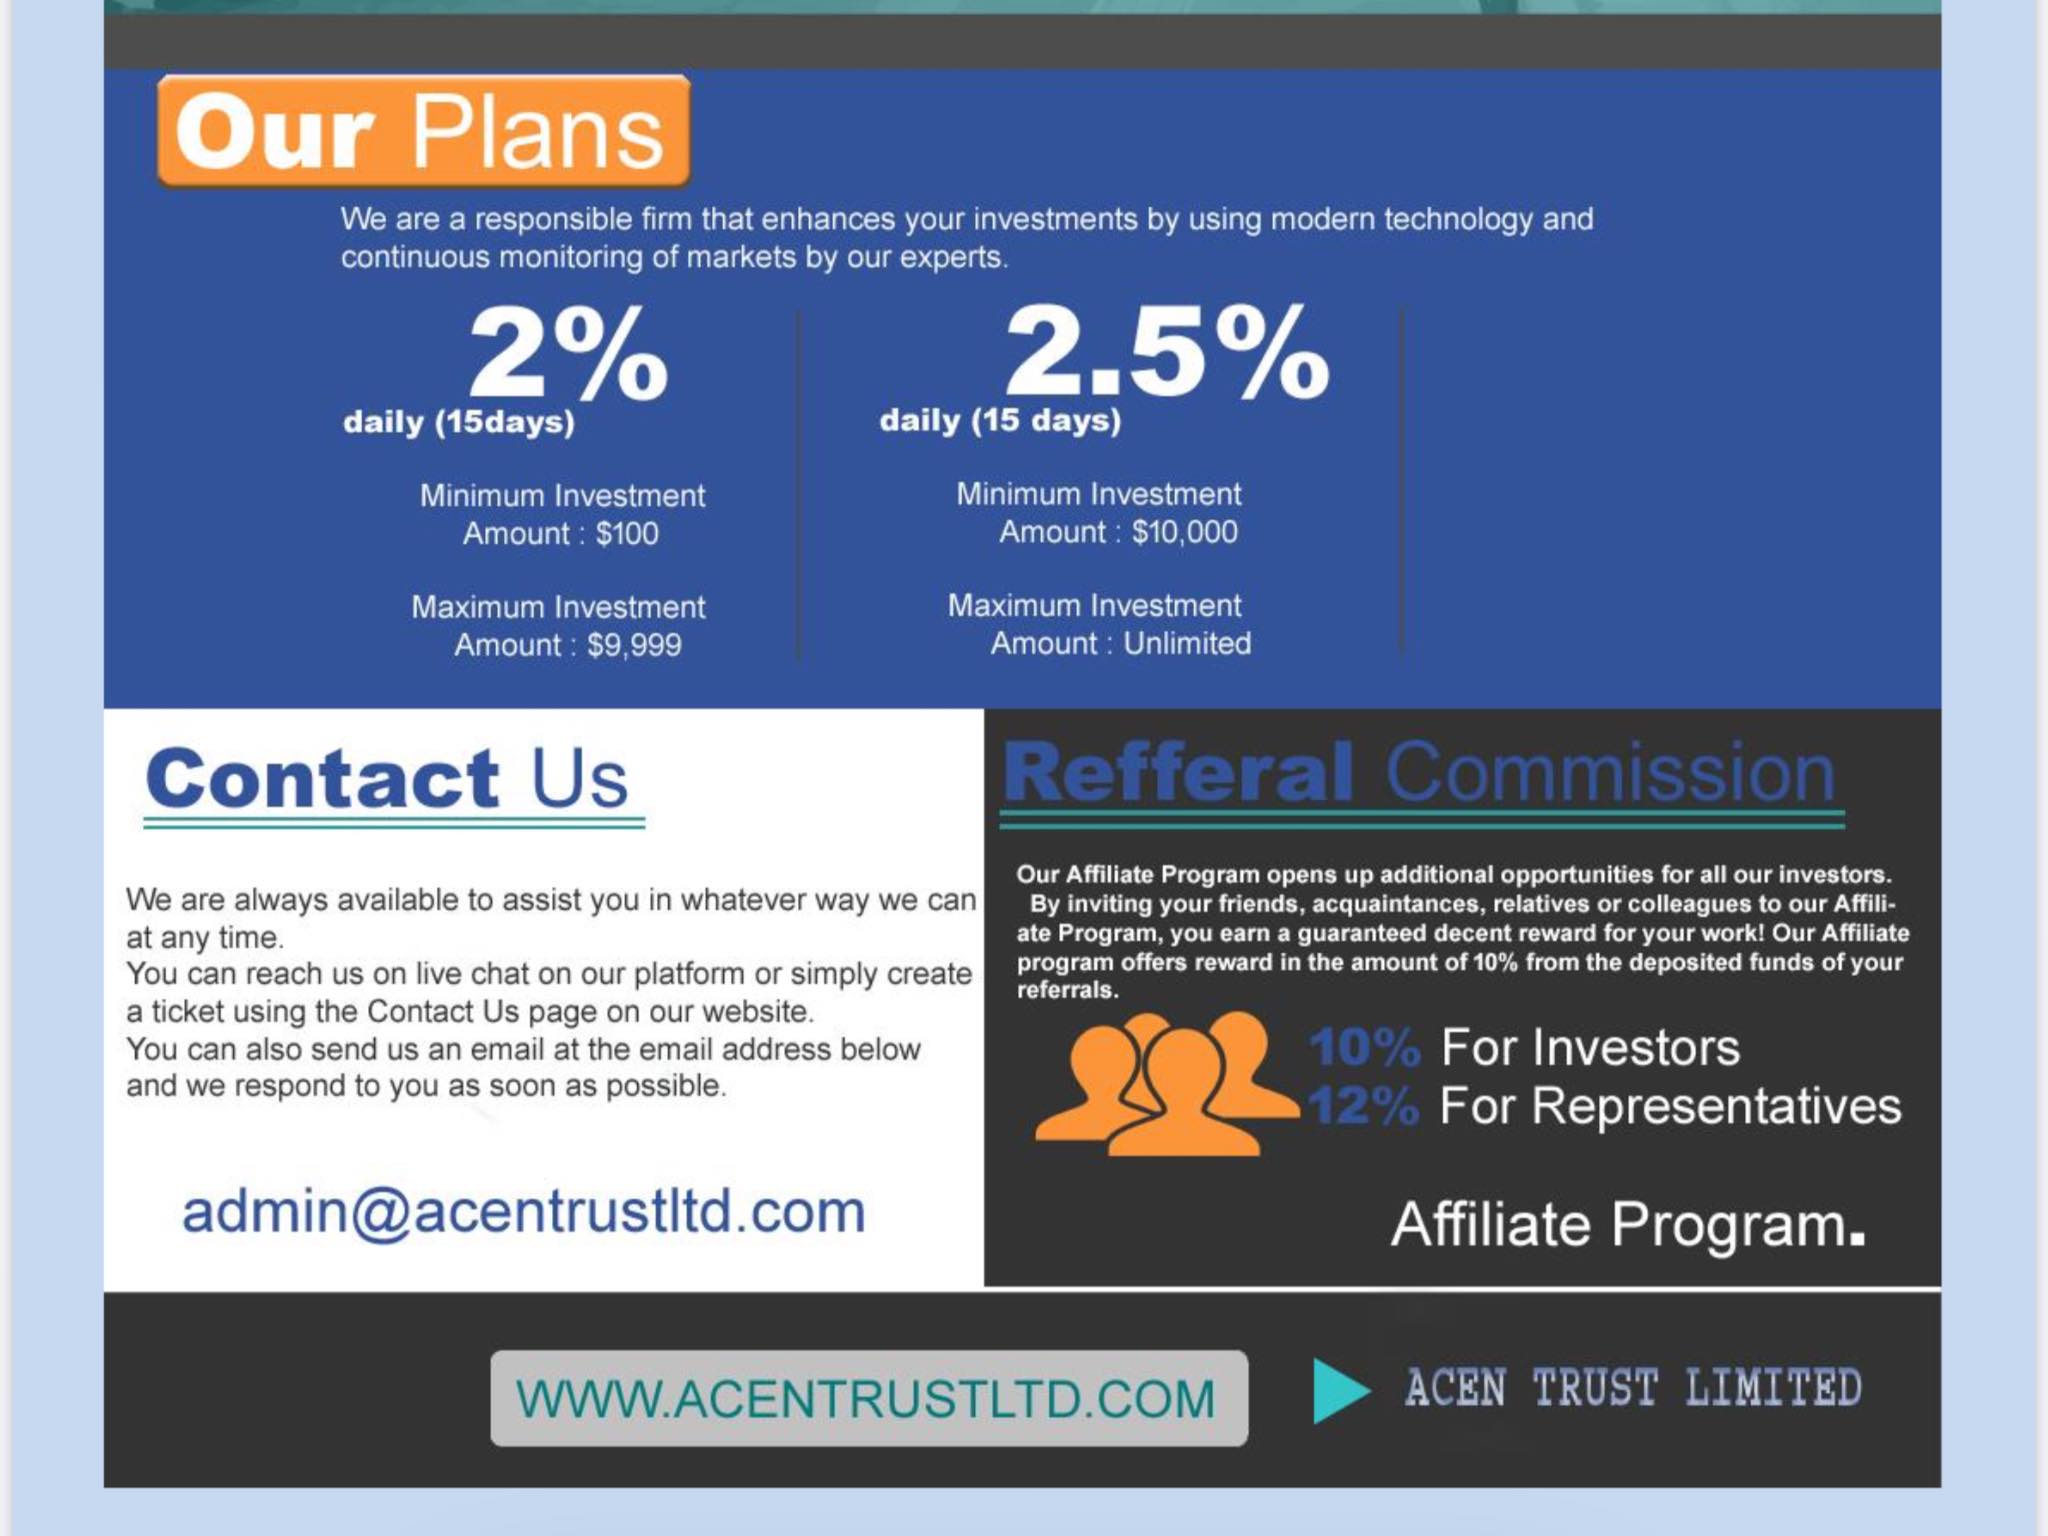 Our Plans
We are a responsible firm that enhances your investments by using modern technology and
continuous monitoring of markets by our experts.
2%
daily (15days)
Minimum Investment
Amount : $100
Maximum Investment
Amount : $9,999
2.5%
daily (15 days)
Minimum Investment
Amount : $10,000
Maximum Investment
Amount : Unlimited
Contact Us
We are always available to assist you in whatever way we can
at any time.
You can reach us on live chat on our platform or simply create
a ticket using the Contact Us page on our website.
You can also send us an email at the email address below
and we respond to you as soon as possible.
admin@acentrustltd.com
Refferal Commission
Our Affiliate Program opens up additional opportunities for all our investors.
By inviting your friends, acquaintances, relatives or colleagues to our Affili-
ate Program, you earn a guaranteed decent reward for your work! Our Affiliate
program offers reward in the amount of 10% from the deposited funds of your
referrals.
10% For Investors
12% For Representatives
Affiliate Program.
WWW.ACENTRUSTLTD.COM
ACEN TRUST LIMITED